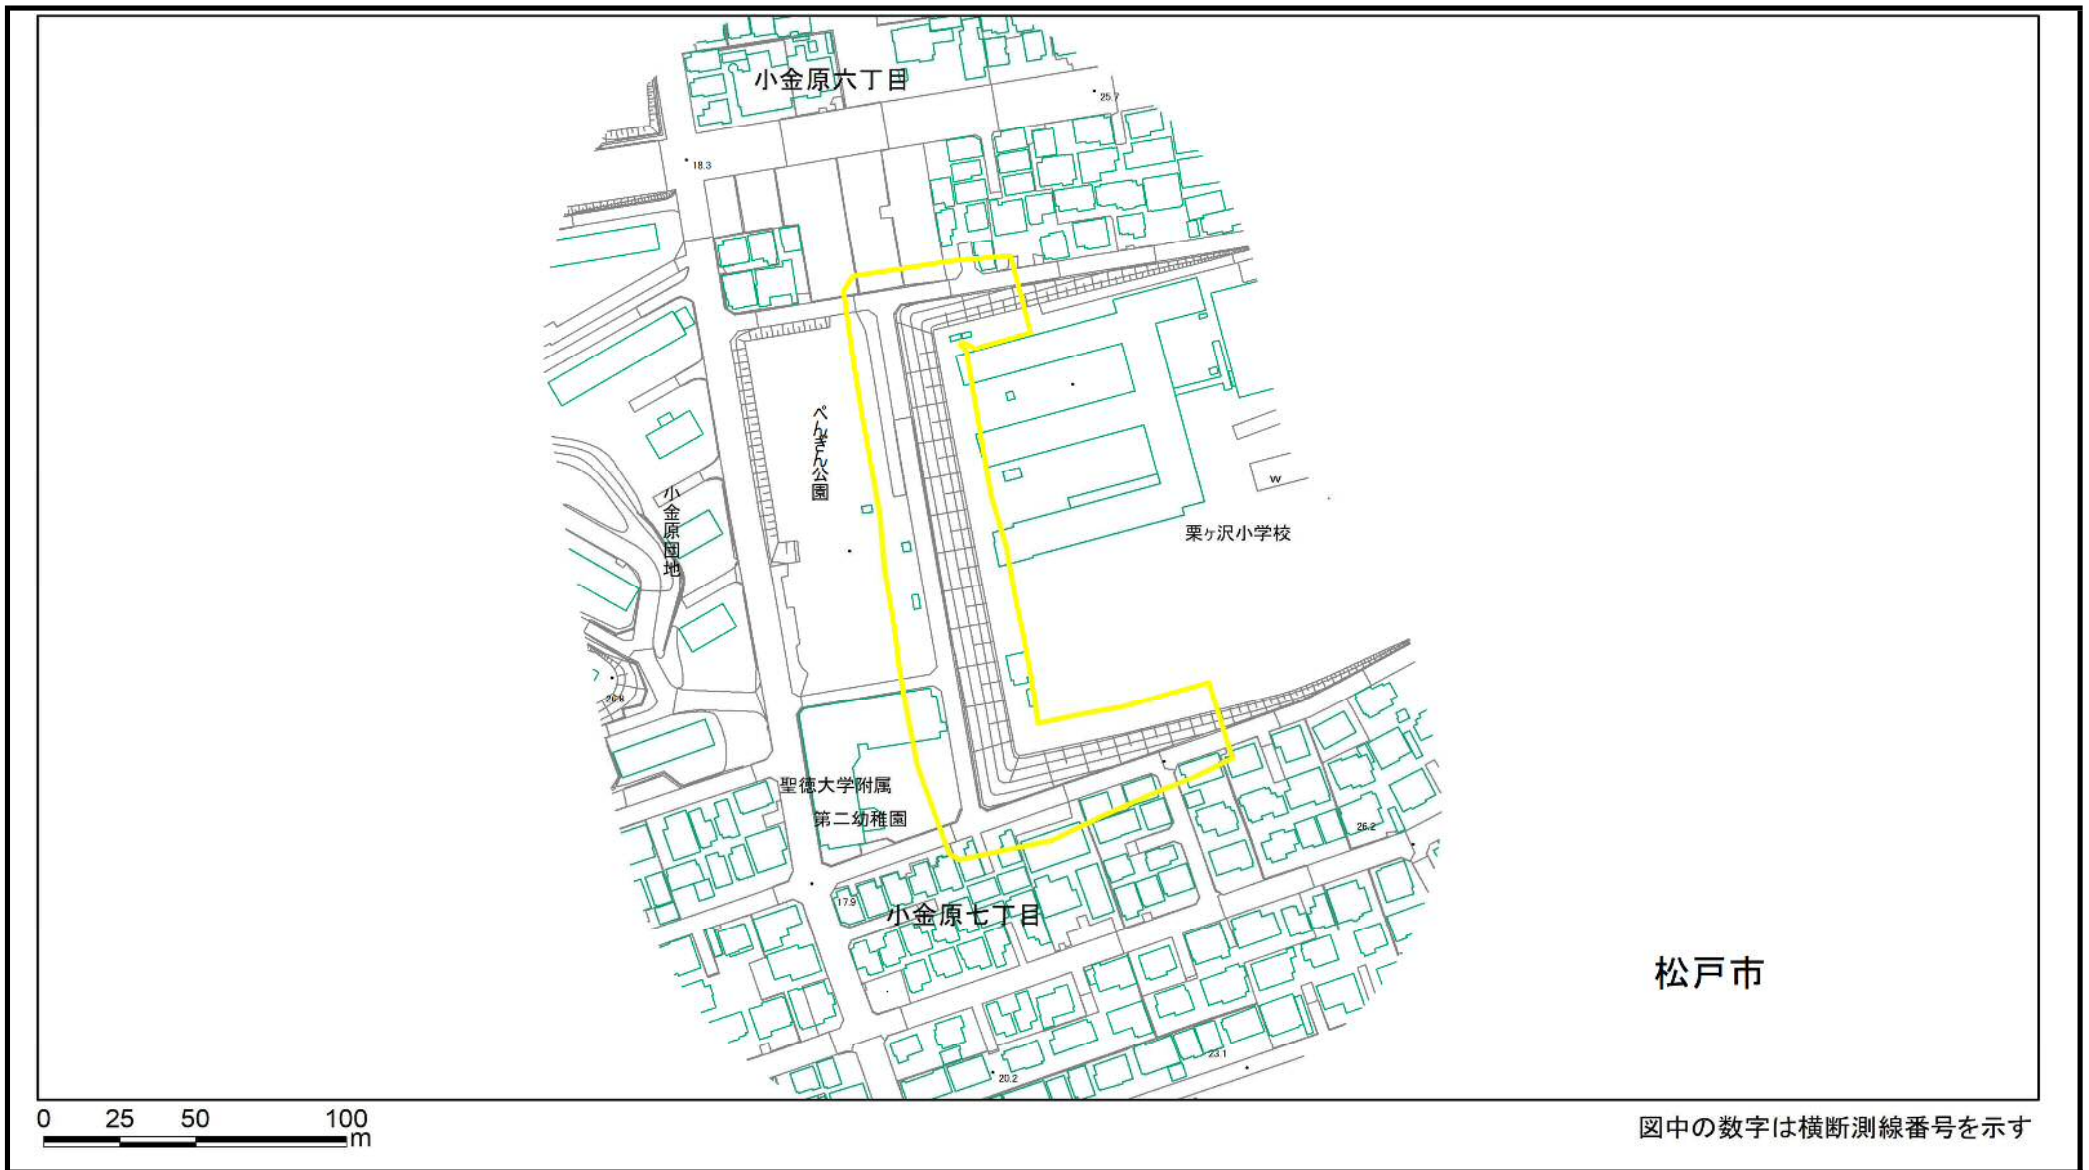 小金原六丁目
25.7
18.3
ぺんぎん公園
小金原団地
W
栗ヶ沢小学校
聖徳大学附属
第二幼稚園
26.2
17.9
小金原七丁目
松戸市
23.1
20.2
0 25 50 100
m
図中の数字は横断測線番号を示す